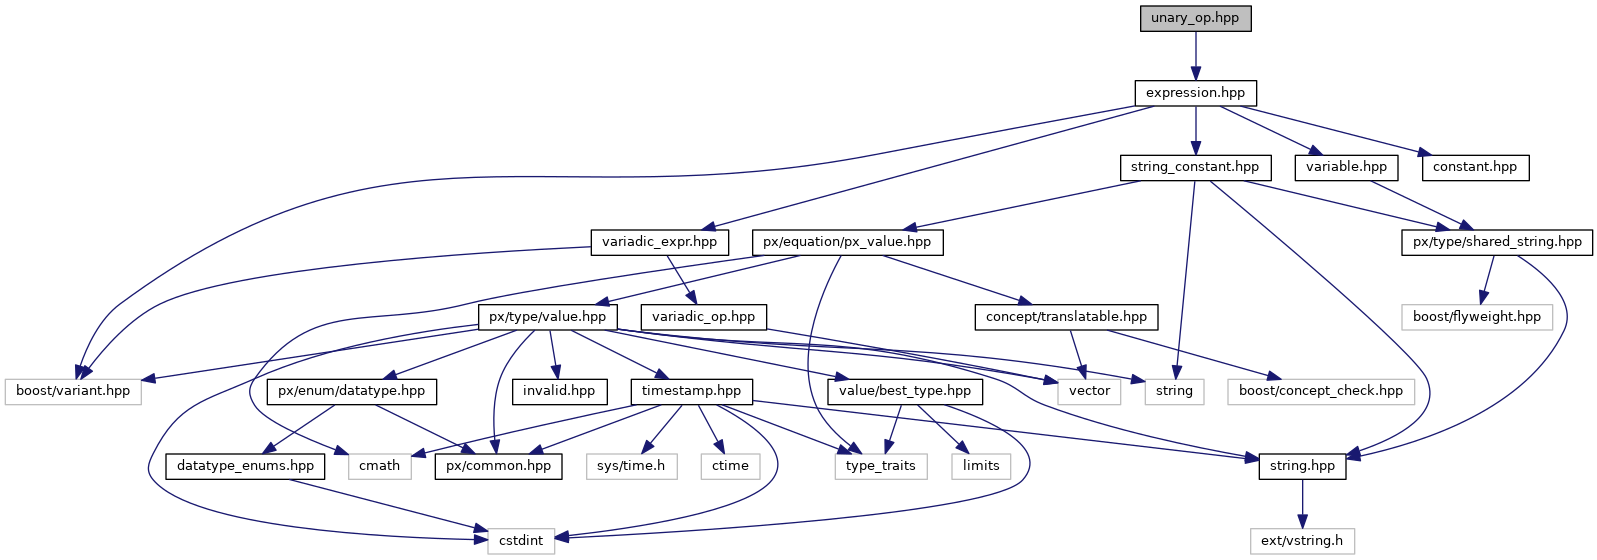 unary_op.hpp
expression.hpp
string_constant.hpp
variable.hpp
constant.hpp
variadic_expr.hpp
px/equation/px_value.hpp
px/type/shared_string.hpp
px/type/value.hpp
variadic_op.hpp
concept/translatable.hpp
boost/flyweight.hpp
boost/variant.hpp
px/enum/datatype.hpp
invalid.hpp
timestamp.hpp
value/best_type.hpp
vector
string
boost/concept_check.hpp
datatype_enums.hpp
cmath
px/common.hpp
sys/time.h
ctime
type_traits
limits
string.hpp
cstdint
ext/vstring.h